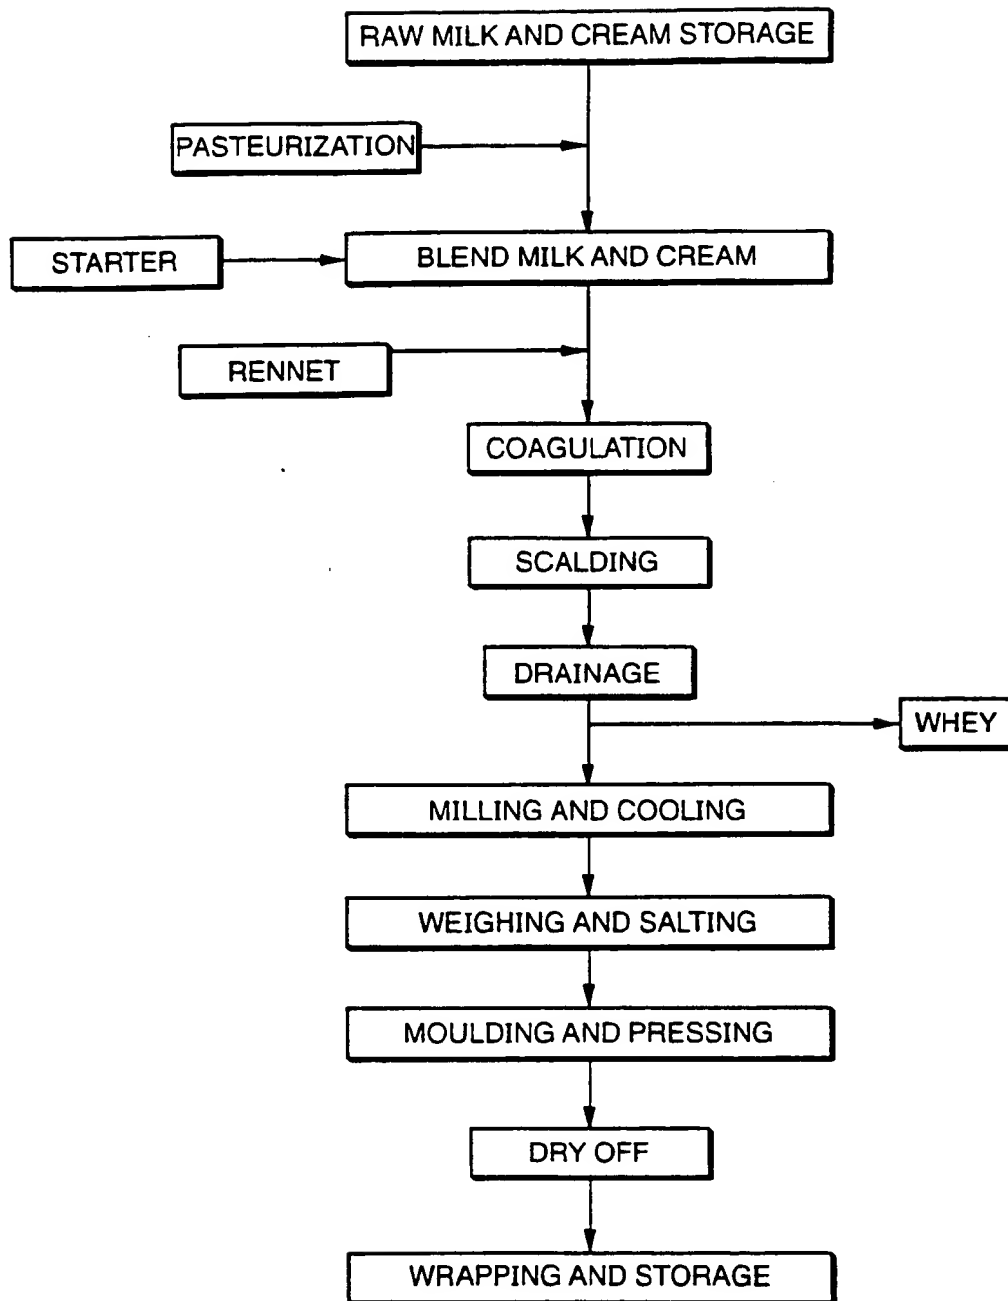 RAW MILK AND CREAM STORAGE
PASTEURIZATION
STARTER
BLEND MILK AND CREAM
RENNET
COAGULATION
SCALDING
DRAINAGE
WHEY
MILLING AND COOLING
WEIGHING AND SALTING
MOULDING AND PRESSING
DRY OFF
WRAPPING AND STORAGE